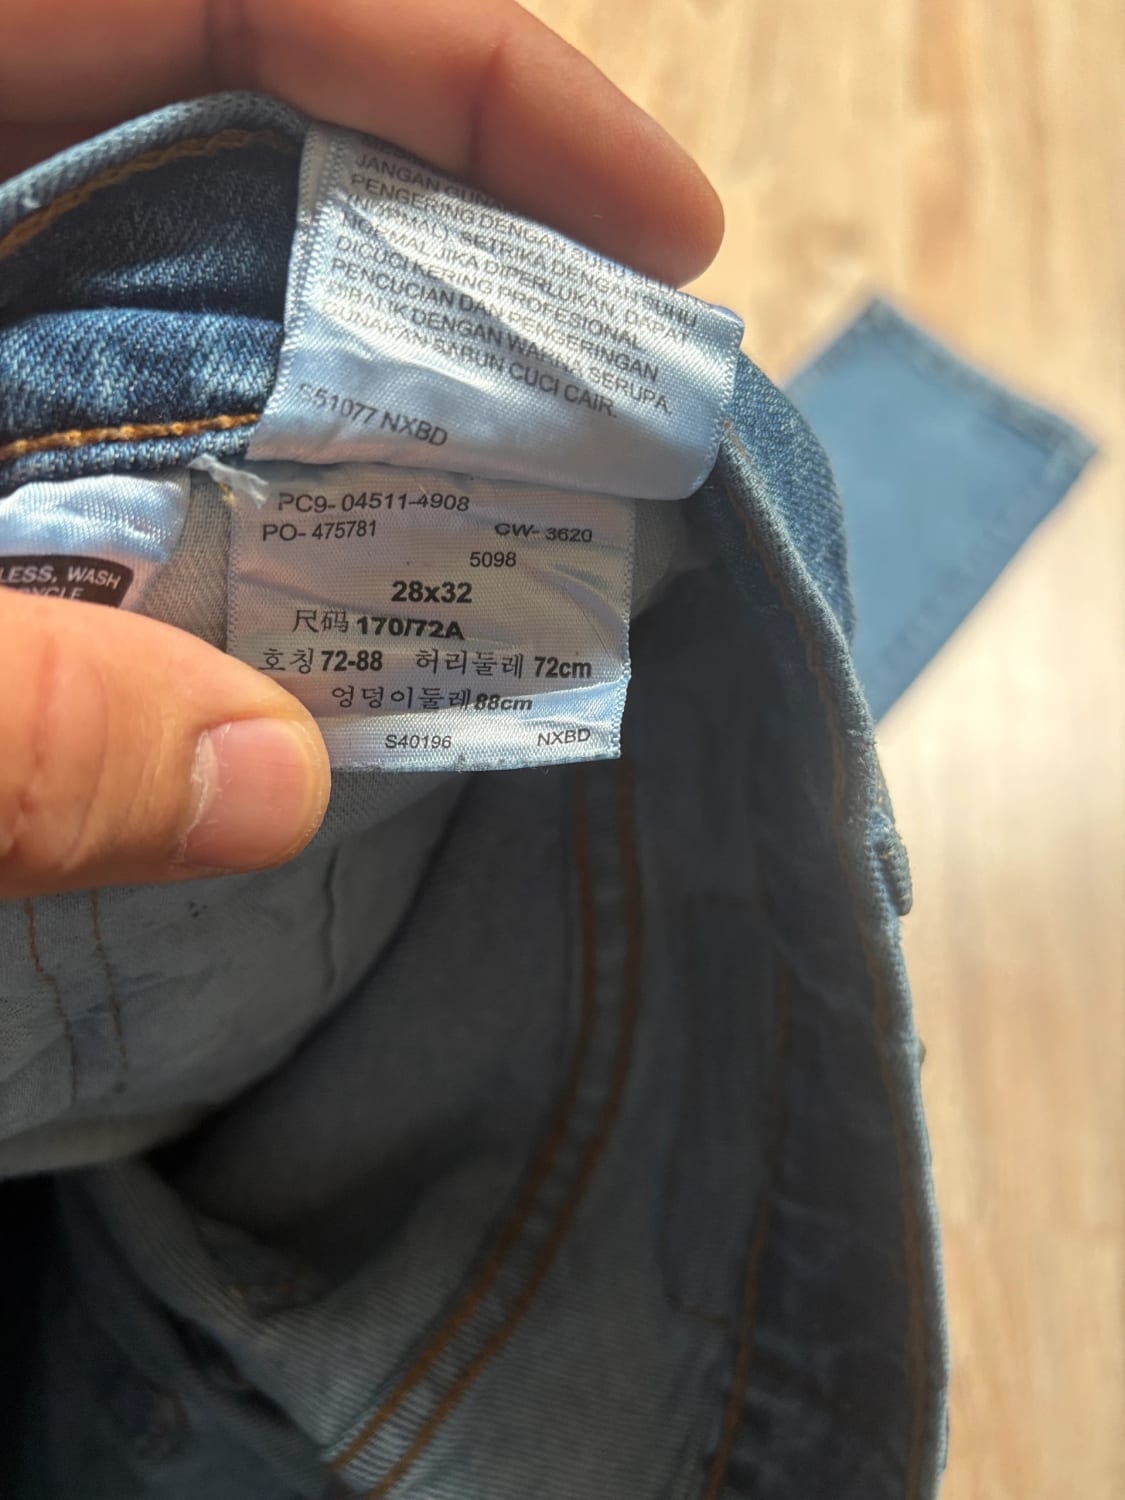 JANGAN
PENGERING DENGAN SUHU
(NORMAL). SETRIKA DENGAN SUHU
NORMAL JIKA DIPERLUKAN. DAPAT
DICUCI KERING PROFESIONAL.
PENCUCIAN DAN PENGERINGAN
DIBALIK DENGAN WARNA SERUPA.
GUNAKAN SABUN CUCI CAIR.
S51077 NXBD
PC9- 04511-4908
PO- 475781 CW- 3620
5098
28x32
尺码 170/72A
호칭 72-88 허리둘레 72cm
엉덩이둘레 88cm
S40196 NXBD
LESS, WASH